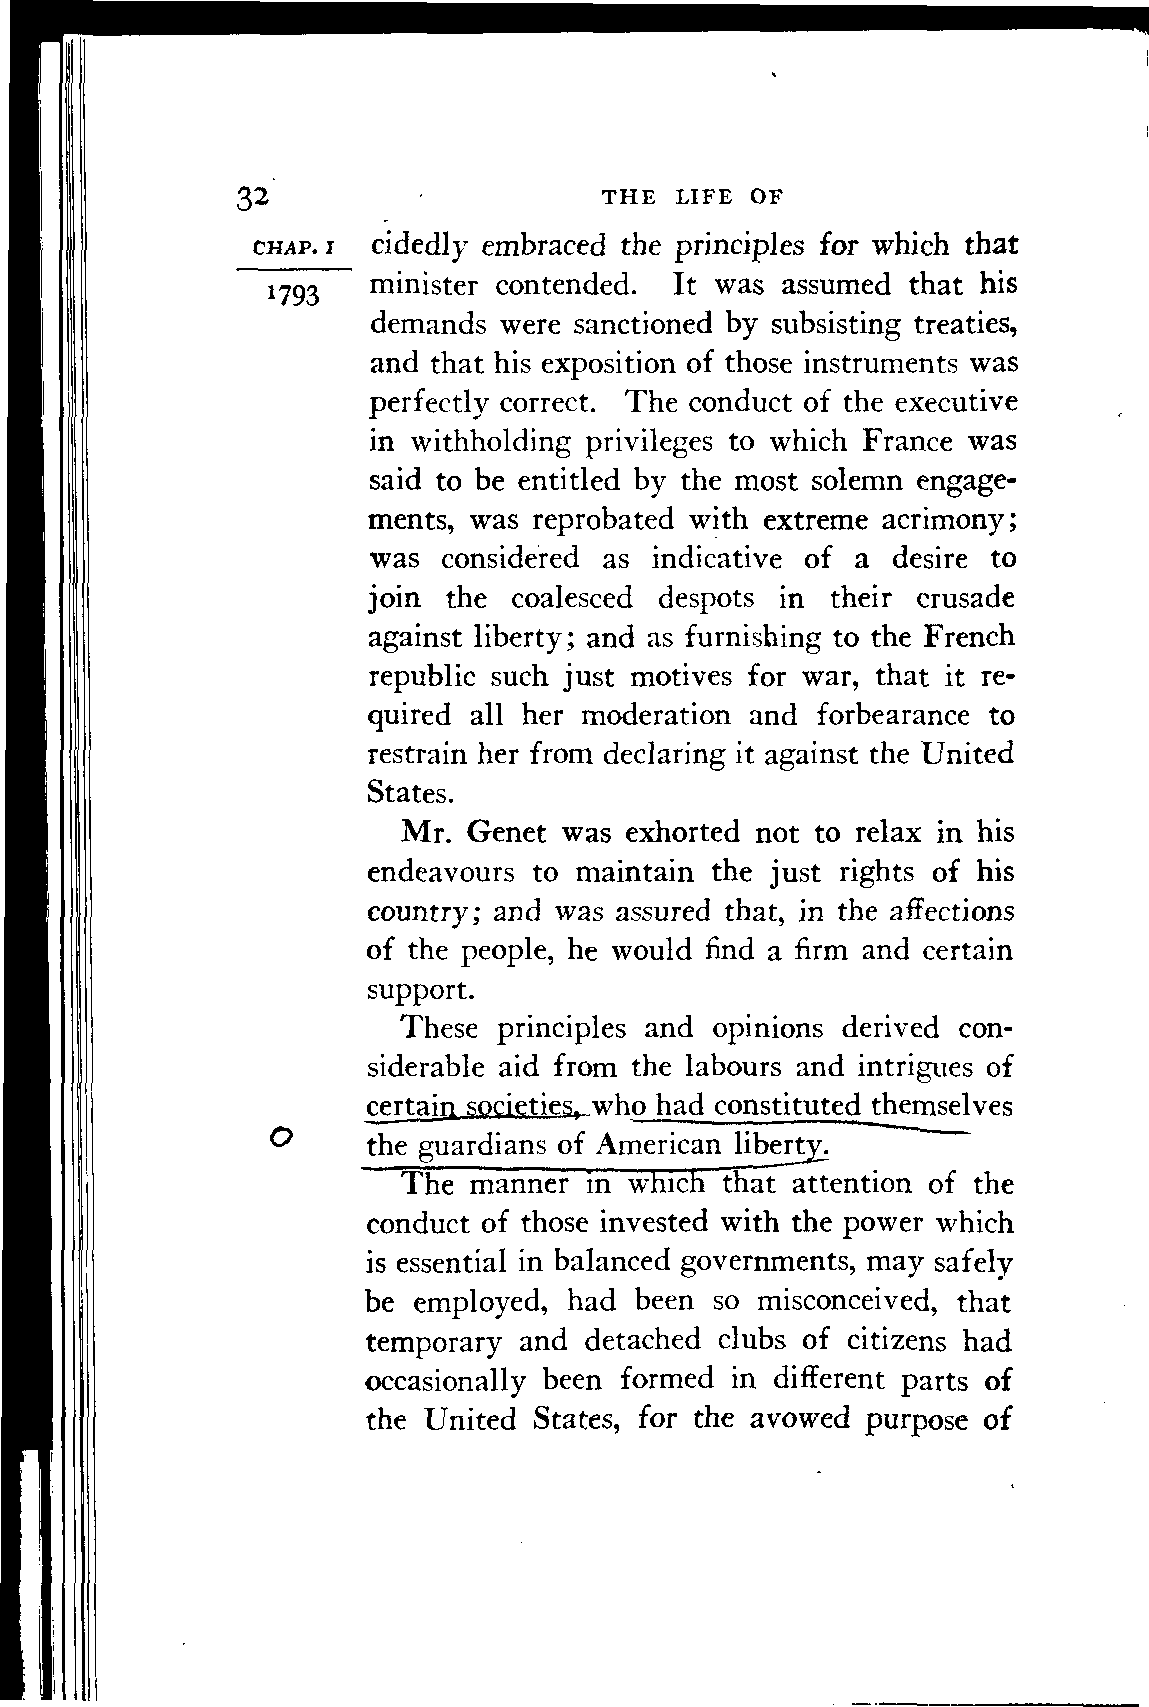 32 THE LIFE OF
CHAP. I cidedly embraced the principles for which that
1793 minister contended. It was assumed that his
demands were sanctioned by subsisting treaties,
and that his exposition of those instruments was
perfectly correct. The conduct of the executive
in withholding privileges to which France was
said to be entitled by the most solemn engage-
ments, was reprobated with extreme acrimony;
was considered as indicative of a desire to
join the coalesced despots in their crusade
against liberty; and as furnishing to the French
republic such just motives for war, that it re-
quired all her moderation and forbearance to
restrain her from declaring it against the United
States.
Mr. Genet was exhorted not to relax in his
endeavours to maintain the just rights of his
country; and was assured that, in the affections
of the people, he would find a firm and certain
support.
These principles and opinions derived con-
siderable aid from the labours and intrigues of
certain societies, who had constituted themselves
the guardians of American liberty.
The manner in which that attention of the
conduct of those invested with the power which
is essential in balanced governments, may safely
be employed, had been so misconceived, that
temporary and detached clubs of citizens had
occasionally been formed in different parts of
the United States, for the avowed purpose of